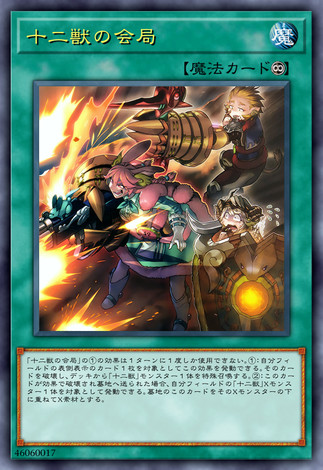 十二獣の会局
魔
【魔法カード】
「十二獣の会局」の①の効果は１ターンに１度しか使用できない。①：自分フィ
ールドの表側表示のカード１枚を対象としてこの効果を発動できる。そのカー
ドを破壊し、デッキから「十二獣」モンスター１体を特殊召喚する。②：このカー
ドが効果で破壊され墓地へ送られた場合、自分フィールドの「十二獣」Xモンスタ
ー１体を対象として発動できる。墓地のこのカードをそのXモンスターの下
に重ねてX素材とする。
46060017